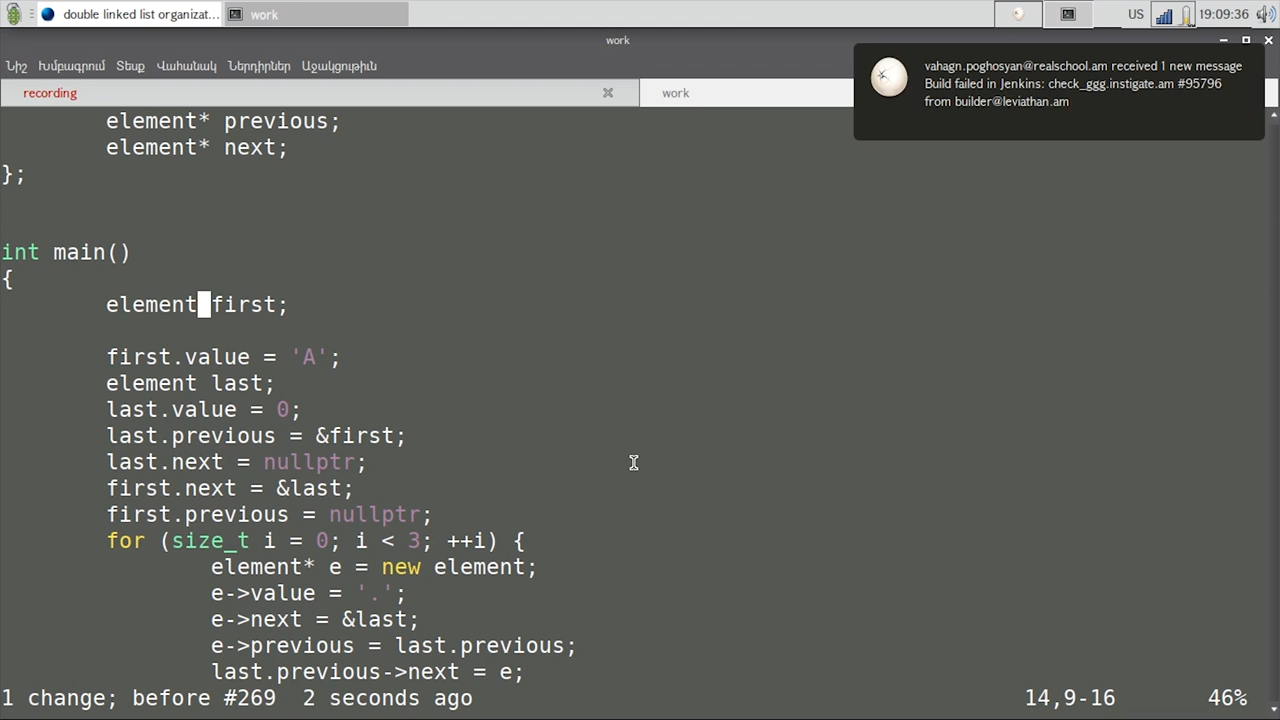 double linked list organizat...
work
US
19:09:36
work
Նիշ Խմբագրում Տեսք Վահանակ Ներդիրներ Աջակցութիւն
recording
work
vahagn.poghosyan@realschool.am received 1 new message
Build failed in Jenkins: check_ggg.instigate.am #95796
from builder@leviathan.am
element* previous;
element* next;
};
int main()
{
element first;
first.value = 'A';
element last;
last.value = 0;
last.previous = &first;
last.next = nullptr;
first.next = &last;
first.previous = nullptr;
for (size_t i = 0; i < 3; ++i) {
element* e = new element;
e->value = '.';
e->next = &last;
e->previous = last.previous;
last.previous->next = e;
1 change; before #269  2 seconds ago
14,9-16
46%